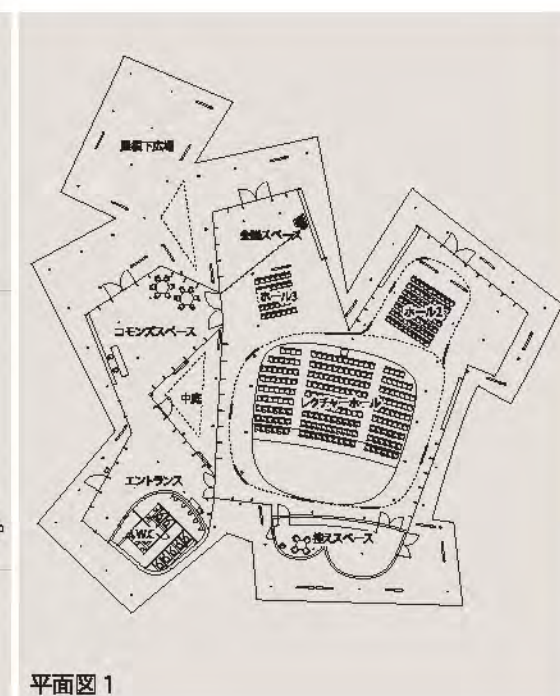 屋根下広場
会議スペース
ホール3
ホール2
コモンズスペース
中庭
レクチャーホール
エントランス
W.C
控えスペース
平面図 1